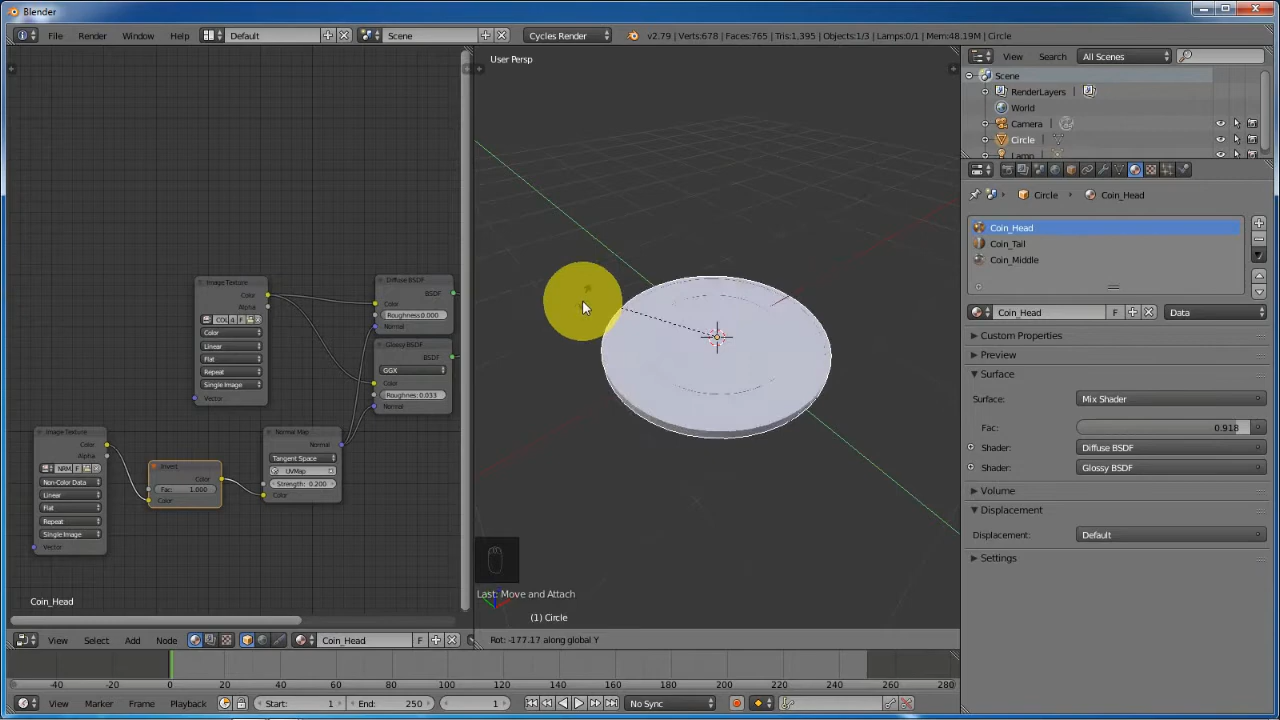 Blender
File Render Window Help Default Scene Cycles Render v2.79 | Verts:678 | Faces:765 | Tris:1,395 | Objects:1/3 | Lamps:0/1 | Mem:48.19M | Circle
View Search All Scenes
User Persp
Scene
RenderLayers
World
Camera
Circle
Lamp
Circle Coin_Head
Coin_Head
Coin_Tail
Coin_Middle
Coin_Head F Data
Custom Properties
Preview
Surface
Surface: Mix Shader
Fac: 0.918
Shader: Diffuse BSDF
Shader: Glossy BSDF
Volume
Displacement
Displacement: Default
Settings
Image Texture
Color
Alpha
F
Color
Linear
Flat
Repeat
Single Image
Vector
Diffuse BSDF
BSDF
Color
Roughness:0.000
Normal
Glossy BSDF
BSDF
GGX
Color
Roughnes: 0.033
Normal
Image Texture
Color
Alpha
NRM F
Non-Color Data
Linear
Flat
Repeat
Single Image
Vector
Invert
Color
Fac: 1.000
Color
Normal Map
Normal
Tangent Space
UVMap
Strength: 0.200
Color
Coin_Head
Last: Move and Attach
(1) Circle
View Select Add Node Coin_Head F
Rot: -177.17 along global Y
-40 -20 0 20 40 60 80 100 120 140 160 180 200 220 240 260 280
View Marker Frame Playback Start: 1 End: 250 1 No Sync